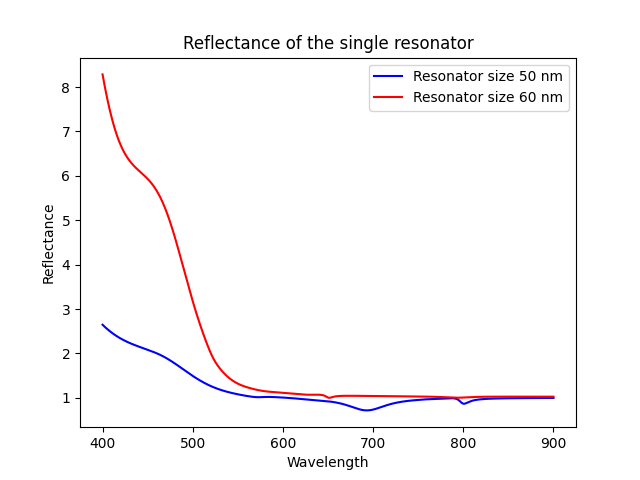 Reflectance of the single resonator
Resonator size 50 nm
Resonator size 60 nm
Reflectance
8
7
6
5
4
3
2
1
400 500 600 700 800 900
Wavelength